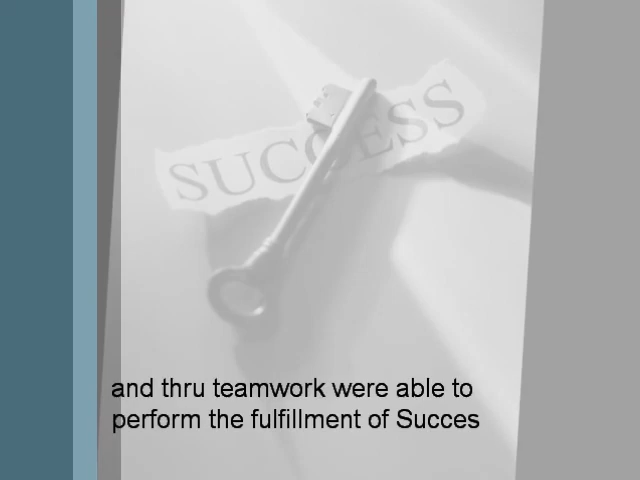 SUCCESS
and thru teamwork were able to
perform the fulfillment of Succes